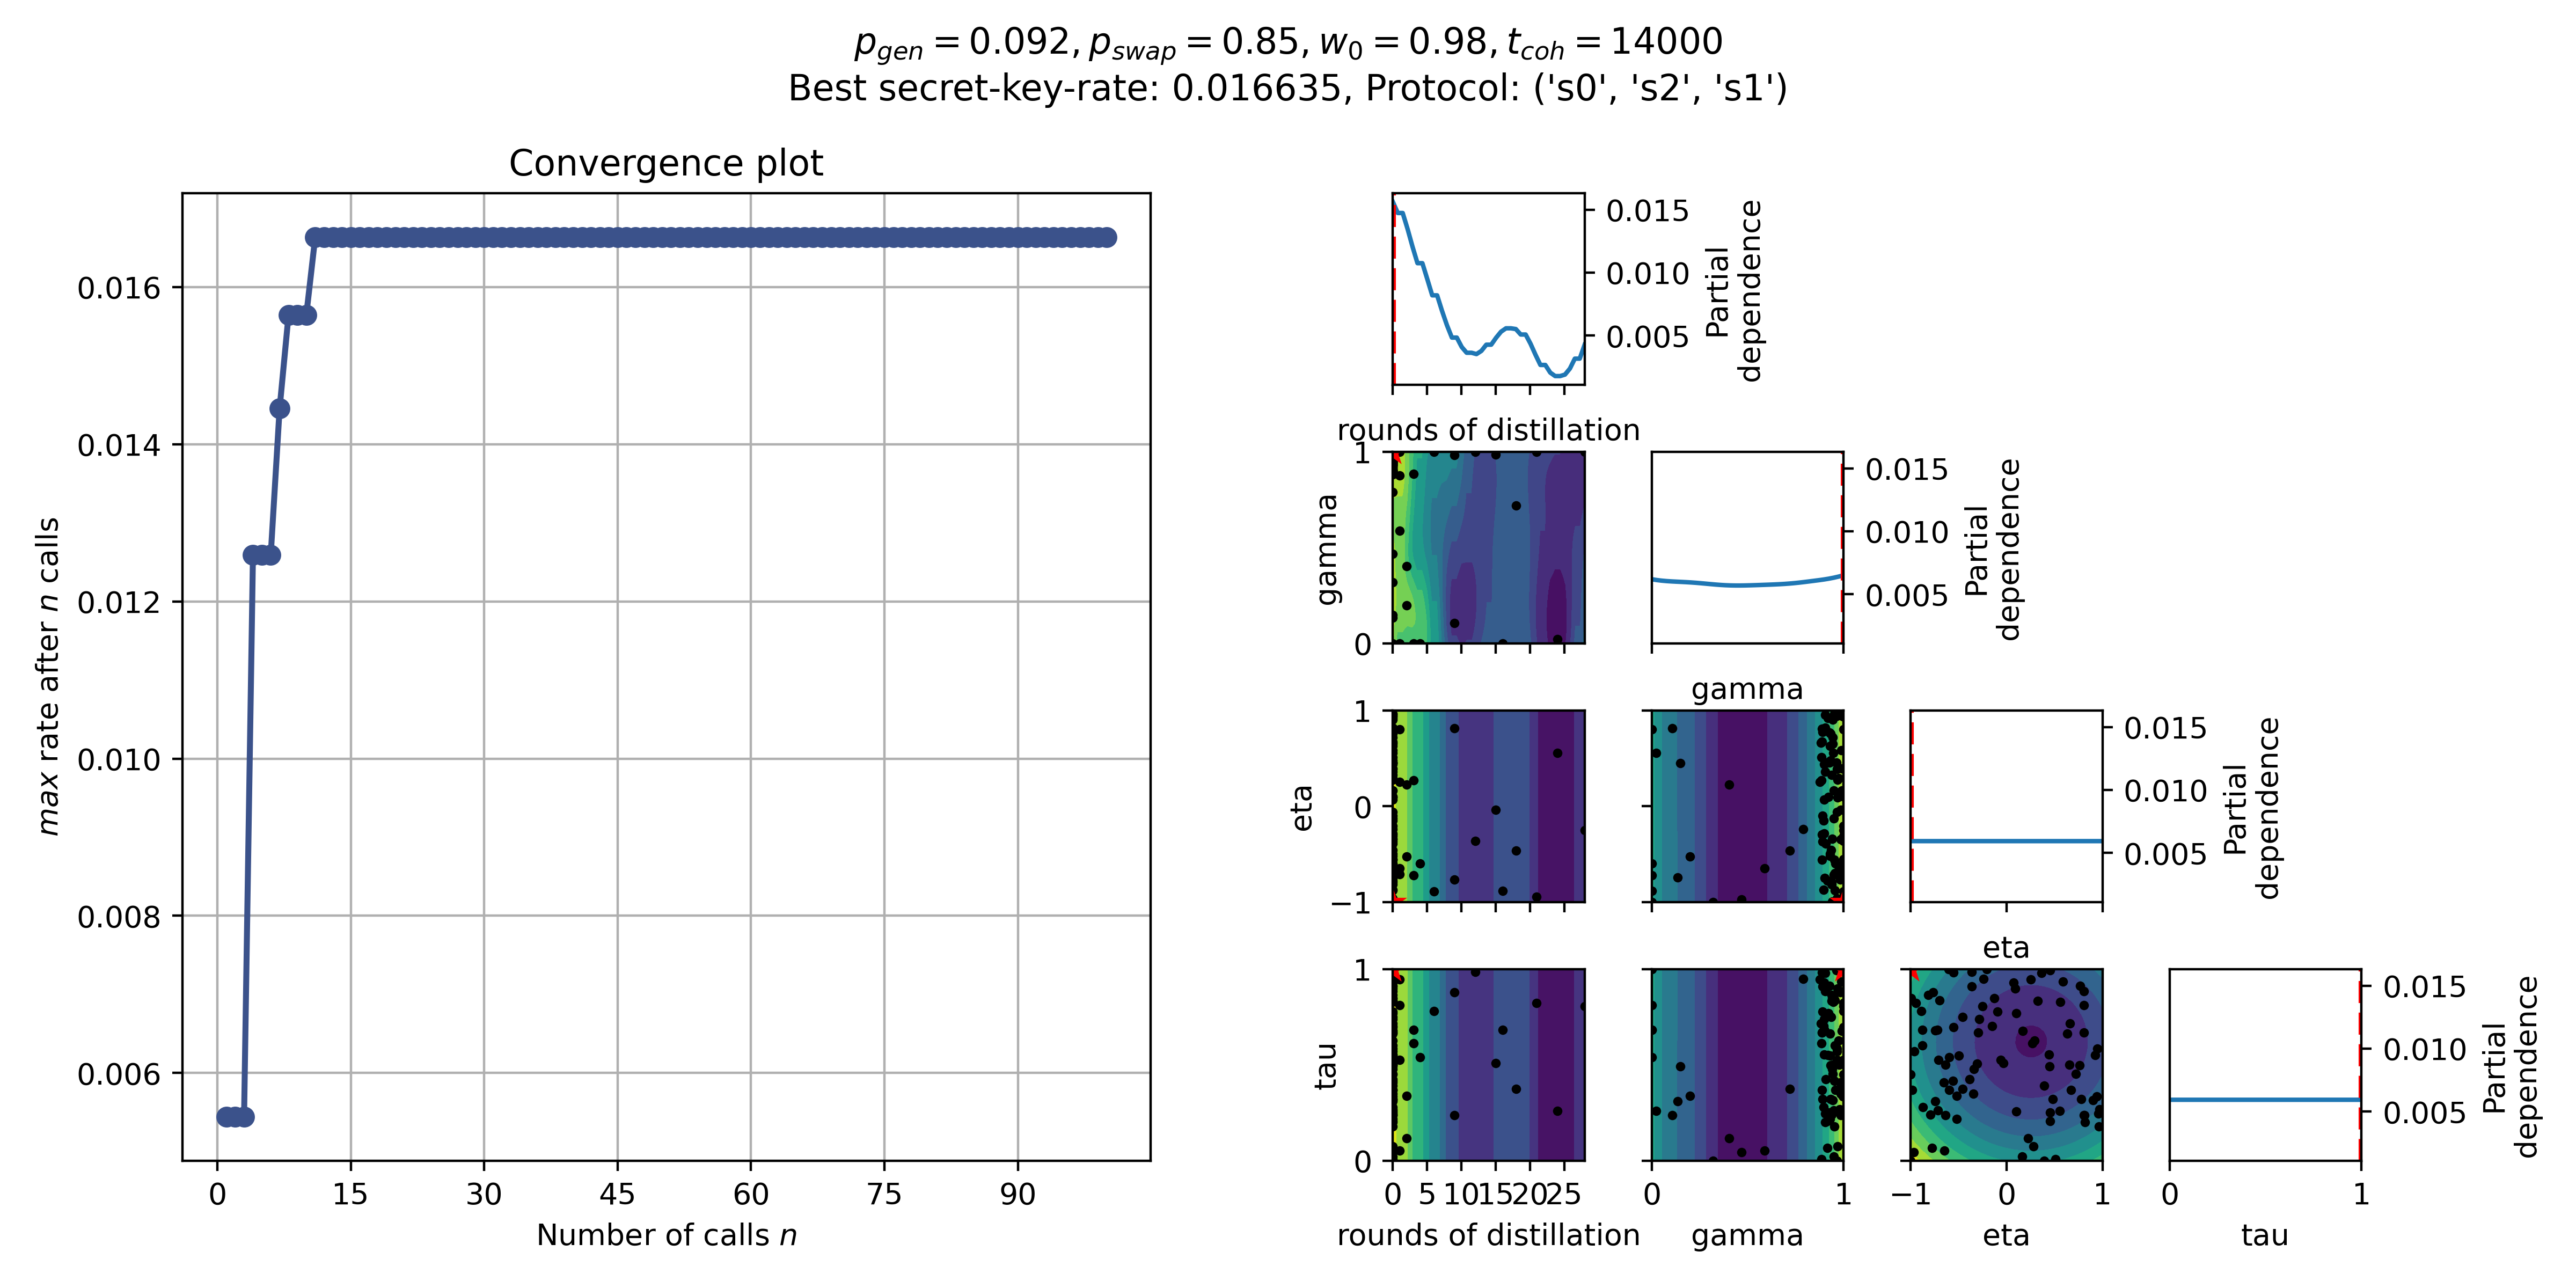 p_gen = 0.092, p_swap = 0.85, w_0 = 0.98, t_coh = 14000
Best secret-key-rate: 0.016635, Protocol: ('s0', 's2', 's1')
Convergence plot
max rate after n calls
0.016
0.014
0.012
0.010
0.008
0.006
0 15 30 45 60 75 90
Number of calls n
0.015
0.010
0.005
Partial
dependence
rounds of distillation
gamma
1
0
0.015
0.010
0.005
Partial
dependence
gamma
eta
1
0
−1
0.015
0.010
0.005
Partial
dependence
eta
tau
1
0
0.015
0.010
0.005
Partial
dependence
0 5 10 15 20 25
rounds of distillation
0 1
gamma
−1 0 1
eta
0 1
tau